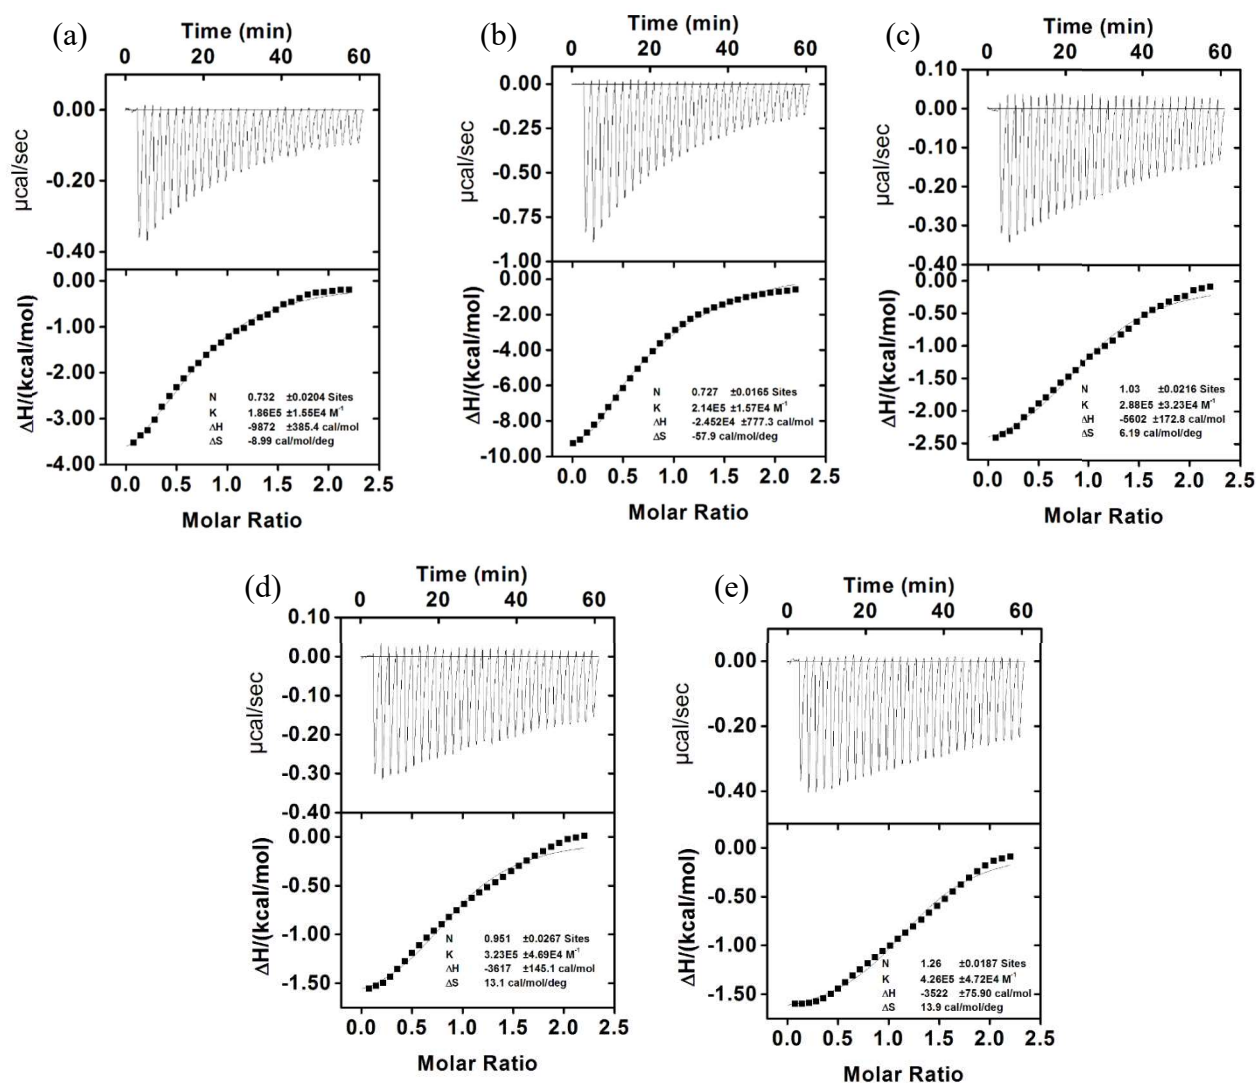 (a)
Time (min)
0 20 40 60
0.00
-0.20
-0.40
µcal/sec
0.00
-1.00
-2.00
-3.00
-4.00
ΔH/(kcal/mol)
N 0.732 ±0.0204 Sites
K 1.86E5 ±1.55E4 M⁻¹
ΔH -9872 ±385.4 cal/mol
ΔS -8.99 cal/mol/deg
0.0 0.5 1.0 1.5 2.0 2.5
Molar Ratio
(b)
Time (min)
0 20 40 60
0.00
-0.25
-0.50
-0.75
-1.00
µcal/sec
0.00
-2.00
-4.00
-6.00
-8.00
-10.00
ΔH/(kcal/mol)
N 0.727 ±0.0165 Sites
K 2.14E5 ±1.57E4 M⁻¹
ΔH -2.452E4 ±777.3 cal/mol
ΔS -57.9 cal/mol/deg
0.0 0.5 1.0 1.5 2.0 2.5
Molar Ratio
(c)
Time (min)
0 20 40 60
0.10
0.00
-0.10
-0.20
-0.30
-0.40
µcal/sec
0.00
-0.50
-1.00
-1.50
-2.00
-2.50
ΔH/(kcal/mol)
N 1.03 ±0.0216 Sites
K 2.88E5 ±3.23E4 M⁻¹
ΔH -5602 ±172.8 cal/mol
ΔS 6.19 cal/mol/deg
0.0 0.5 1.0 1.5 2.0 2.5
Molar Ratio
(d)
Time (min)
0 20 40 60
0.10
0.00
-0.10
-0.20
-0.30
-0.40
µcal/sec
0.00
-0.50
-1.00
-1.50
ΔH/(kcal/mol)
N 0.951 ±0.0267 Sites
K 3.23E5 ±4.69E4 M⁻¹
ΔH -3617 ±145.1 cal/mol
ΔS 13.1 cal/mol/deg
0.0 0.5 1.0 1.5 2.0 2.5
Molar Ratio
(e)
Time (min)
0 20 40 60
0.00
-0.20
-0.40
µcal/sec
0.00
-0.50
-1.00
-1.50
ΔH/(kcal/mol)
N 1.26 ±0.0187 Sites
K 4.26E5 ±4.72E4 M⁻¹
ΔH -3522 ±75.90 cal/mol
ΔS 13.9 cal/mol/deg
0.0 0.5 1.0 1.5 2.0 2.5
Molar Ratio